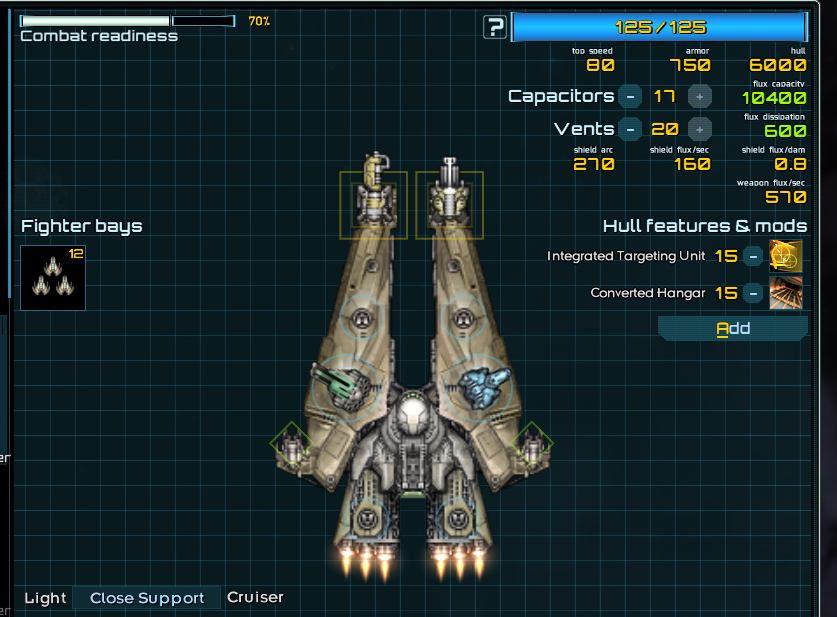 70%
Combat readiness
?
125/125
top speed armor hull
80 750 6000
flux capacity
Capacitors - 17 + 10400
flux dissipation
Vents - 20 + 600
shield arc shield flux/sec shield flux/dam
270 160 0.8
weapon flux/sec
570
Fighter bays
Hull features & mods
12
Integrated Targeting Unit 15 -
Converted Hangar 15 -
Add
er
Light Close Support Cruiser
er